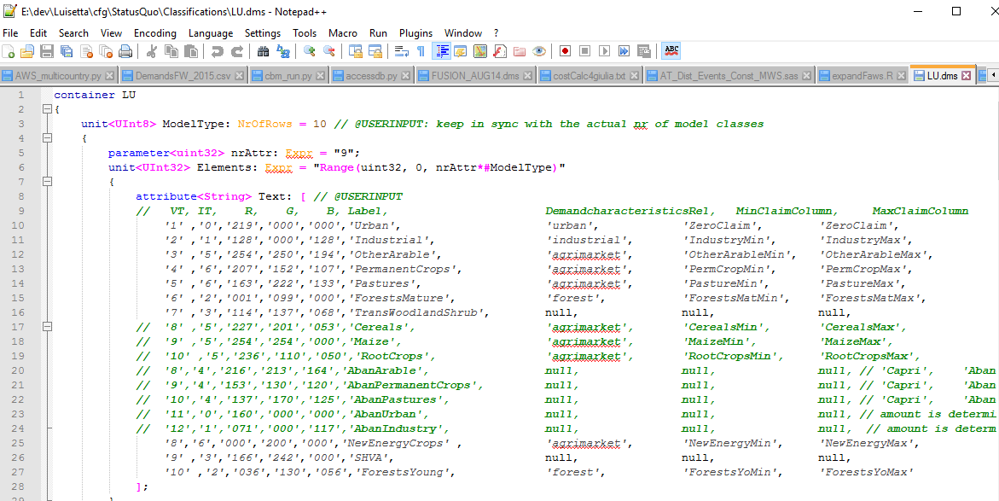 E:\dev\Luisetta\cfg\StatusQuo\Classifications\LU.dms - Notepad++
File Edit Search View Encoding Language Settings Tools Macro Run Plugins Window ?
ABC
AWS_multicountry.py DemandsFW_2015.csv cbm_run.py accessdb.py FUSION_AUG14.dms costCalc4giulia.txt AT_Dist_Events_Const_MWS.sas expandFaws.R LU.dms
1 container LU
2 {
3 unit<UInt8> ModelType: NrOfRows = 10 // @USERINPUT: keep in sync with the actual nr of model classes
4 {
5 parameter<uint32> nrAttr: Expr = "9";
6 unit<UInt32> Elements: Expr = "Range(uint32, 0, nrAttr*#ModelType)"
7 {
8 attribute<String> Text: [ // @USERINPUT
9 // VT, IT, R, G, B, Label, DemandcharacteristicsRel, MinClaimColumn, MaxClaimColumn
10 '1' ,'0','219','000','000','Urban', 'urban', 'ZeroClaim', 'ZeroClaim',
11 '2' ,'1','128','000','128','Industrial', 'industrial', 'IndustryMin', 'IndustryMax',
12 '3' ,'5','254','250','194','OtherArable', 'agrimarket', 'OtherArableMin', 'OtherArableMax',
13 '4' ,'6','207','152','107','PermanentCrops', 'agrimarket', 'PermCropMin', 'PermCropMax',
14 '5' ,'6','163','222','133','Pastures', 'agrimarket', 'PastureMin', 'PastureMax',
15 '6' ,'2','001','099','000','ForestsMature', 'forest', 'ForestsMatMin', 'ForestsMatMax',
16 '7' ,'3','114','137','068','TransWoodlandShrub', null, null, null,
17 // '8' ,'5','227','201','053','Cereals', 'agrimarket', 'CerealsMin', 'CerealsMax',
18 // '9' ,'5','254','254','000','Maize', 'agrimarket', 'MaizeMin', 'MaizeMax',
19 // '10' ,'5','236','110','050','RootCrops', 'agrimarket', 'RootCropsMin', 'RootCropsMax',
20 // '8','4','216','213','164','AbanArable', null, null, null, // 'Capri', 'Aban
21 // '9','4','153','130','120','AbanPermanentCrops', null, null, null, // 'Capri', 'Aban
22 // '10','4','137','170','125','AbanPastures', null, null, null, // 'Capri', 'Aban
23 // '11','0','160','000','000','AbanUrban', null, null, null, // amount is determi
24 // '12','1','071','000','117','AbanIndustry', null, null, null, // amount is determ
25 '8','6','000','200','000','NewEnergyCrops' , 'agrimarket', 'NewEnergyMin', 'NewEnergyMax',
26 '9' ,'3','166','242','000','SHVA', null, null, null,
27 '10' ,'2','036','130','056','ForestsYoung', 'forest', 'ForestsYoMin', 'ForestsYoMax'
28 ];